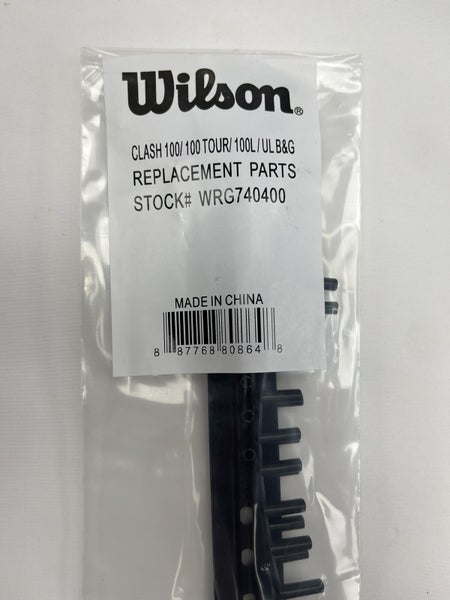 Wilson®
CLASH 100/ 100 TOUR/ 100L / UL B&G
REPLACEMENT PARTS
STOCK# WRG740400
MADE IN CHINA
8 87768 80864 8